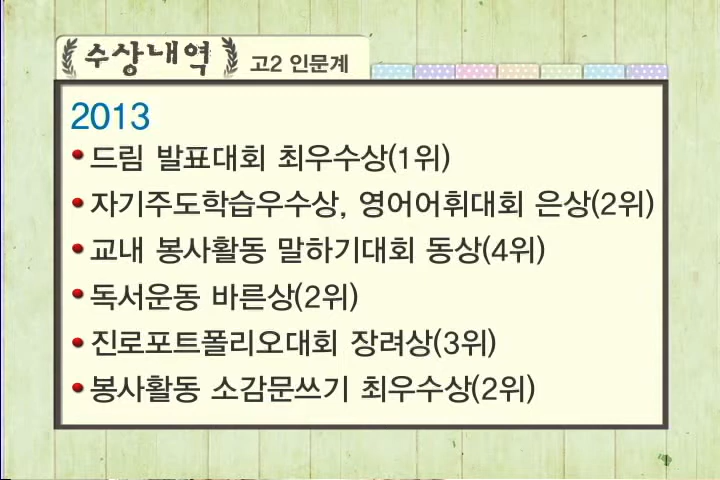 수상내역 고2 인문계
2013
드림 발표대회 최우수상(1위)
자기주도학습우수상, 영어어휘대회 은상(2위)
교내 봉사활동 말하기대회 동상(4위)
독서운동 바른상(2위)
진로포트폴리오대회 장려상(3위)
봉사활동 소감문쓰기 최우수상(2위)